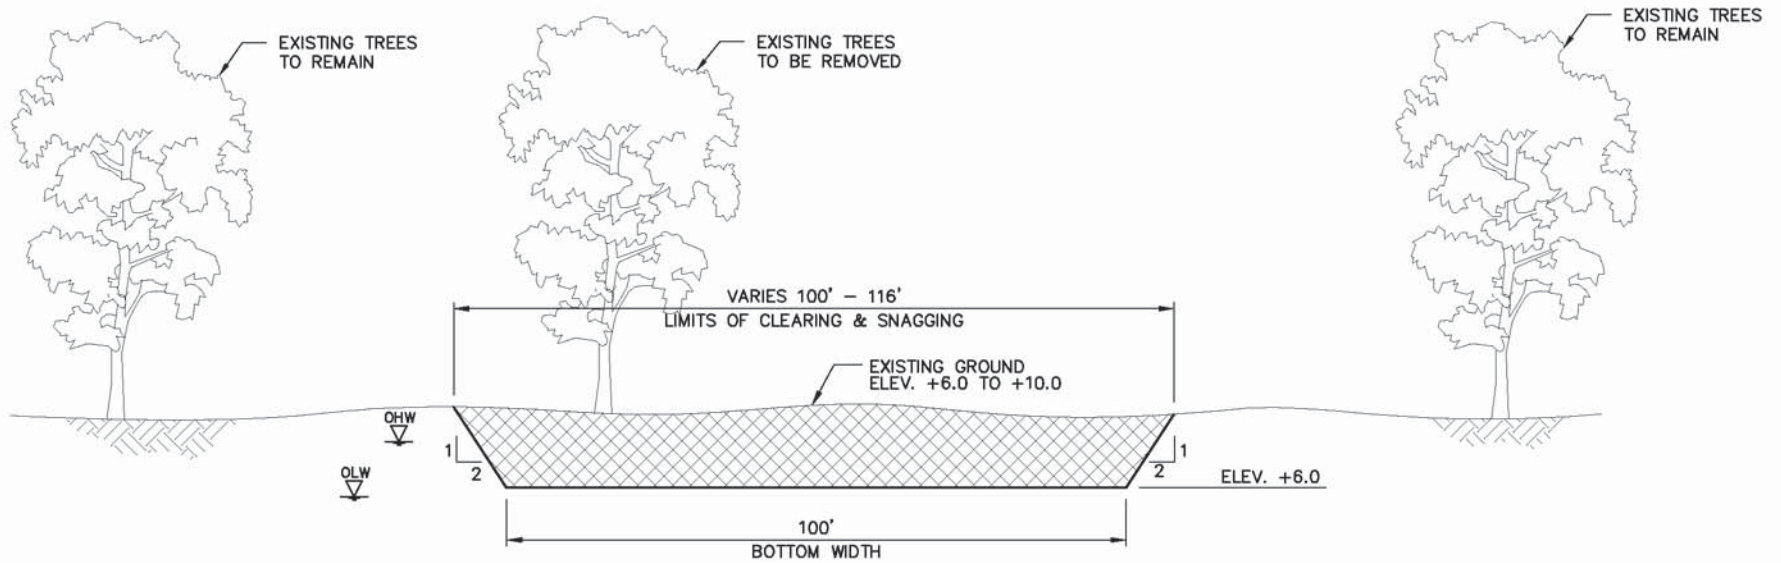 EXISTING TREES
TO REMAIN
EXISTING TREES
TO BE REMOVED
EXISTING TREES
TO REMAIN
VARIES 100' - 116'
LIMITS OF CLEARING & SNAGGING
EXISTING GROUND
ELEV. +6.0 TO +10.0
OHW
1
2
OLW
1
2
ELEV. +6.0
100'
BOTTOM WIDTH